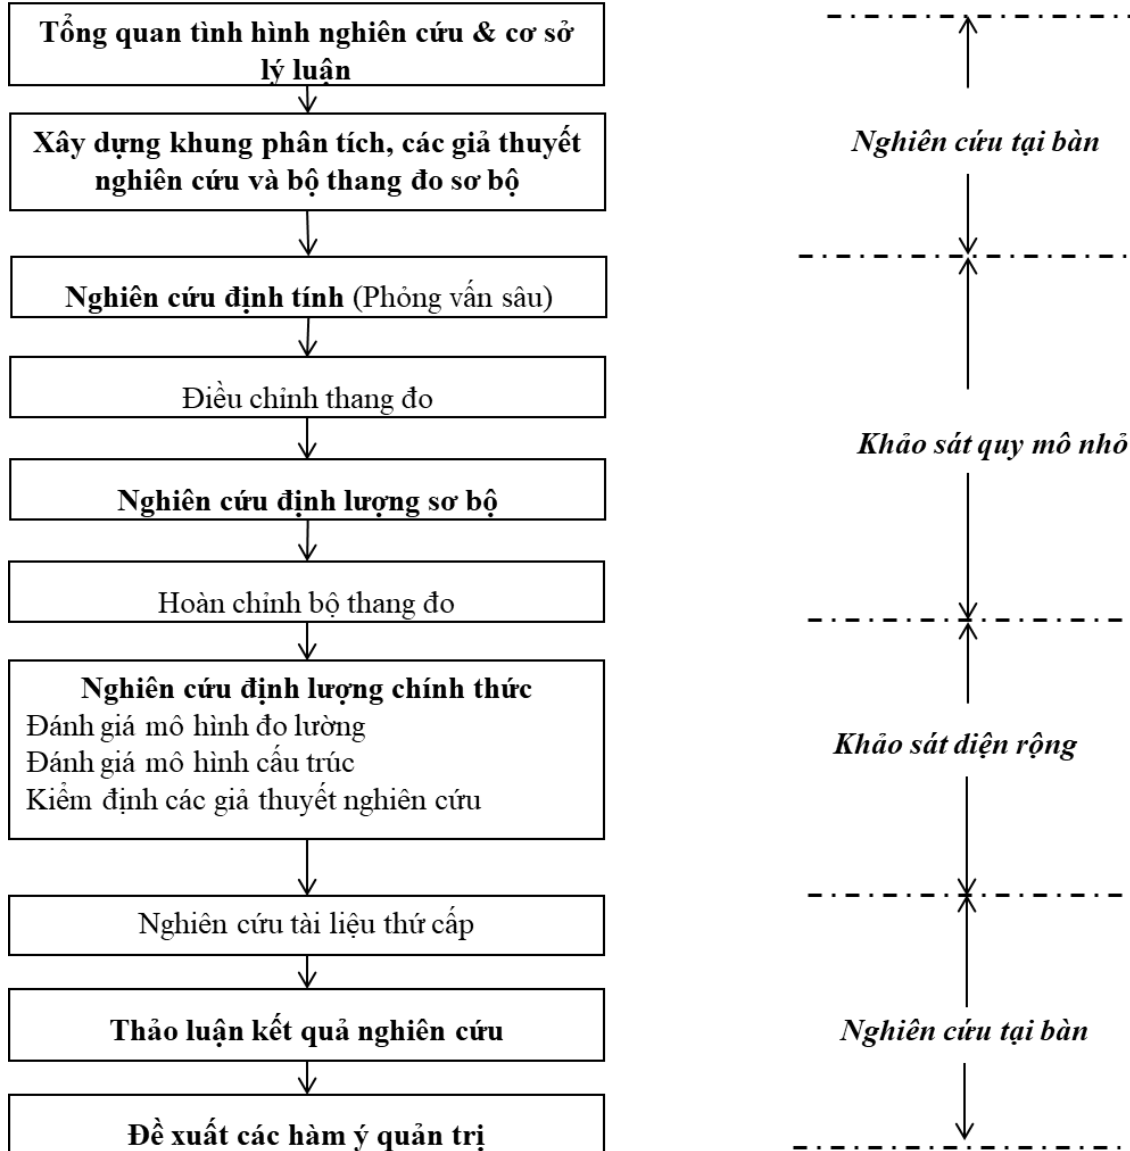 Tổng quan tình hình nghiên cứu & cơ sở
lý luận
Xây dựng khung phân tích, các giả thuyết
nghiên cứu và bộ thang đo sơ bộ
Nghiên cứu tại bàn
Nghiên cứu định tính (Phỏng vấn sâu)
Điều chỉnh thang đo
Khảo sát quy mô nhỏ
Nghiên cứu định lượng sơ bộ
Hoàn chỉnh bộ thang đo
Nghiên cứu định lượng chính thức
Đánh giá mô hình đo lường
Đánh giá mô hình cấu trúc
Kiểm định các giả thuyết nghiên cứu
Khảo sát diện rộng
Nghiên cứu tài liệu thứ cấp
Thảo luận kết quả nghiên cứu
Nghiên cứu tại bàn
Đề xuất các hàm ý quản trị